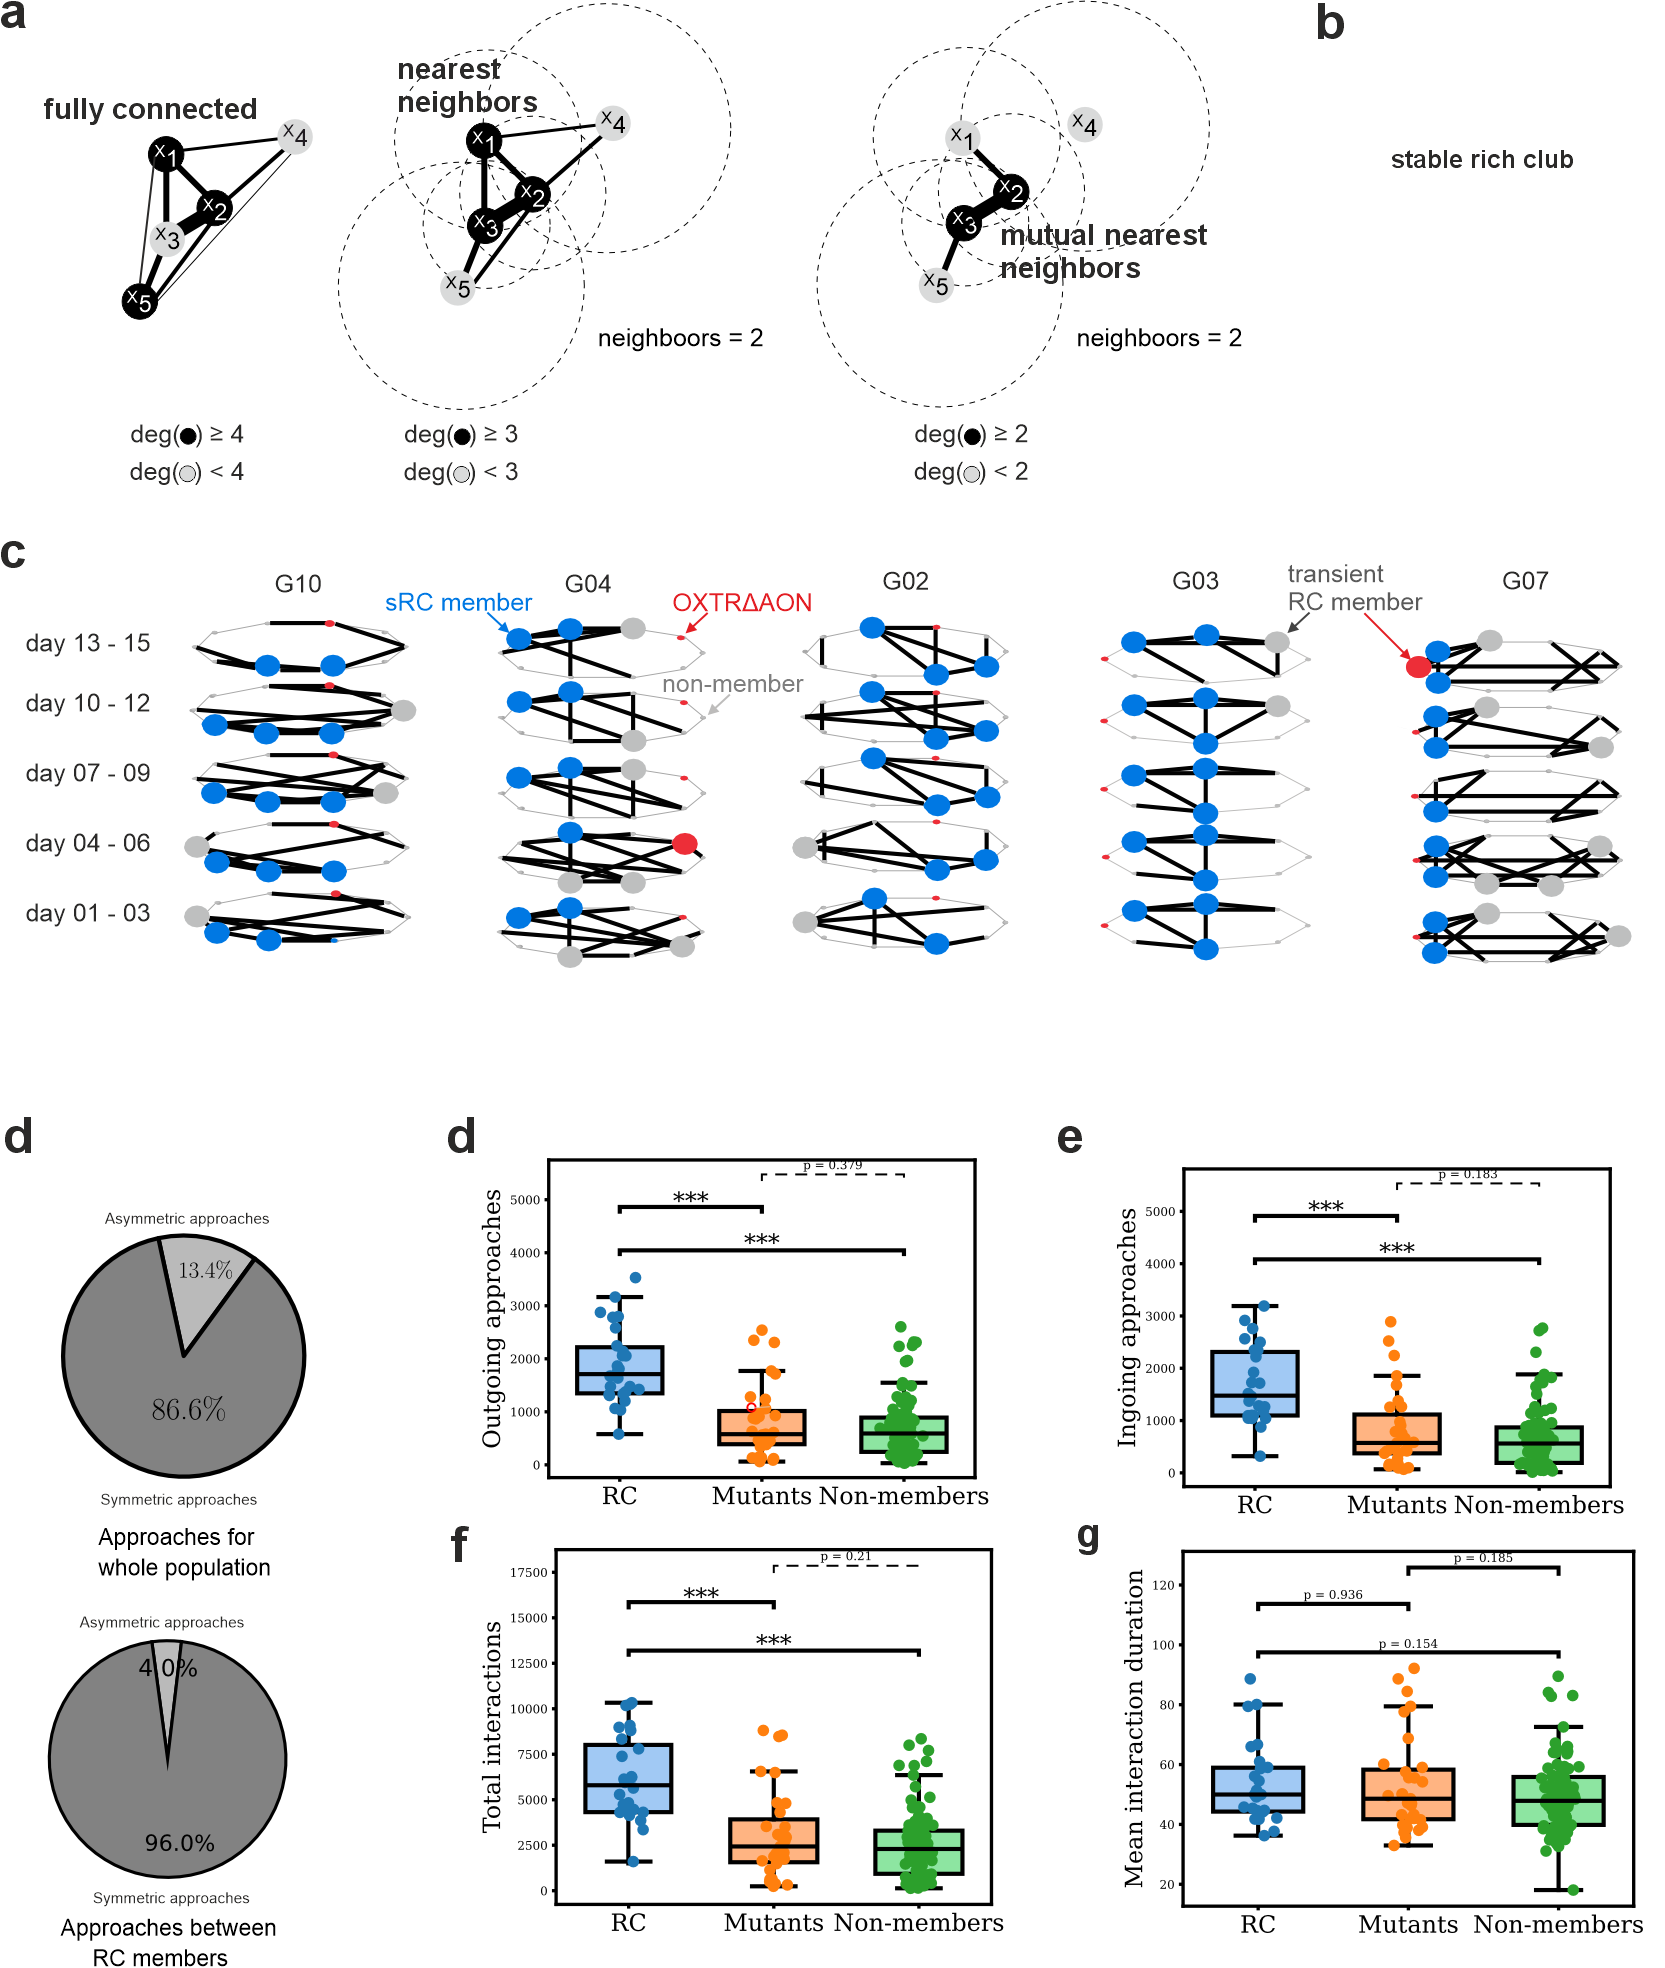 a
b
nearest
neighbors
fully connected
x1
x4
x2
x3
x5
x1
x4
x2
x3
x5
x1
x4
x2
x3
x5
mutual nearest
neighbors
stable rich club
neighboors = 2
neighboors = 2
deg( ) ≥ 4
deg( ) ≥ 3
deg( ) ≥ 2
deg( ) < 4
deg( ) < 3
deg( ) < 2
c
G10
G04
G02
G03
G07
sRC member
OXTRΔAON
transient
RC member
non-member
day 13 - 15
day 10 - 12
day 07 - 09
day 04 - 06
day 01 - 03
d
Asymmetric approaches
13.4%
86.6%
Symmetric approaches
Approaches for
whole population
Asymmetric approaches
4.0%
96.0%
Symmetric approaches
Approaches between
RC members
d
p = 0.379
***
***
Outgoing approaches
5000
4000
3000
2000
1000
0
RC
Mutants
Non-members
e
p = 0.183
***
***
Ingoing approaches
5000
4000
3000
2000
1000
0
RC
Mutants
Non-members
f
p = 0.21
***
***
Total interactions
17500
15000
12500
10000
7500
5000
2500
0
RC
Mutants
Non-members
g
p = 0.185
p = 0.936
p = 0.154
Mean interaction duration
120
100
80
60
40
20
RC
Mutants
Non-members